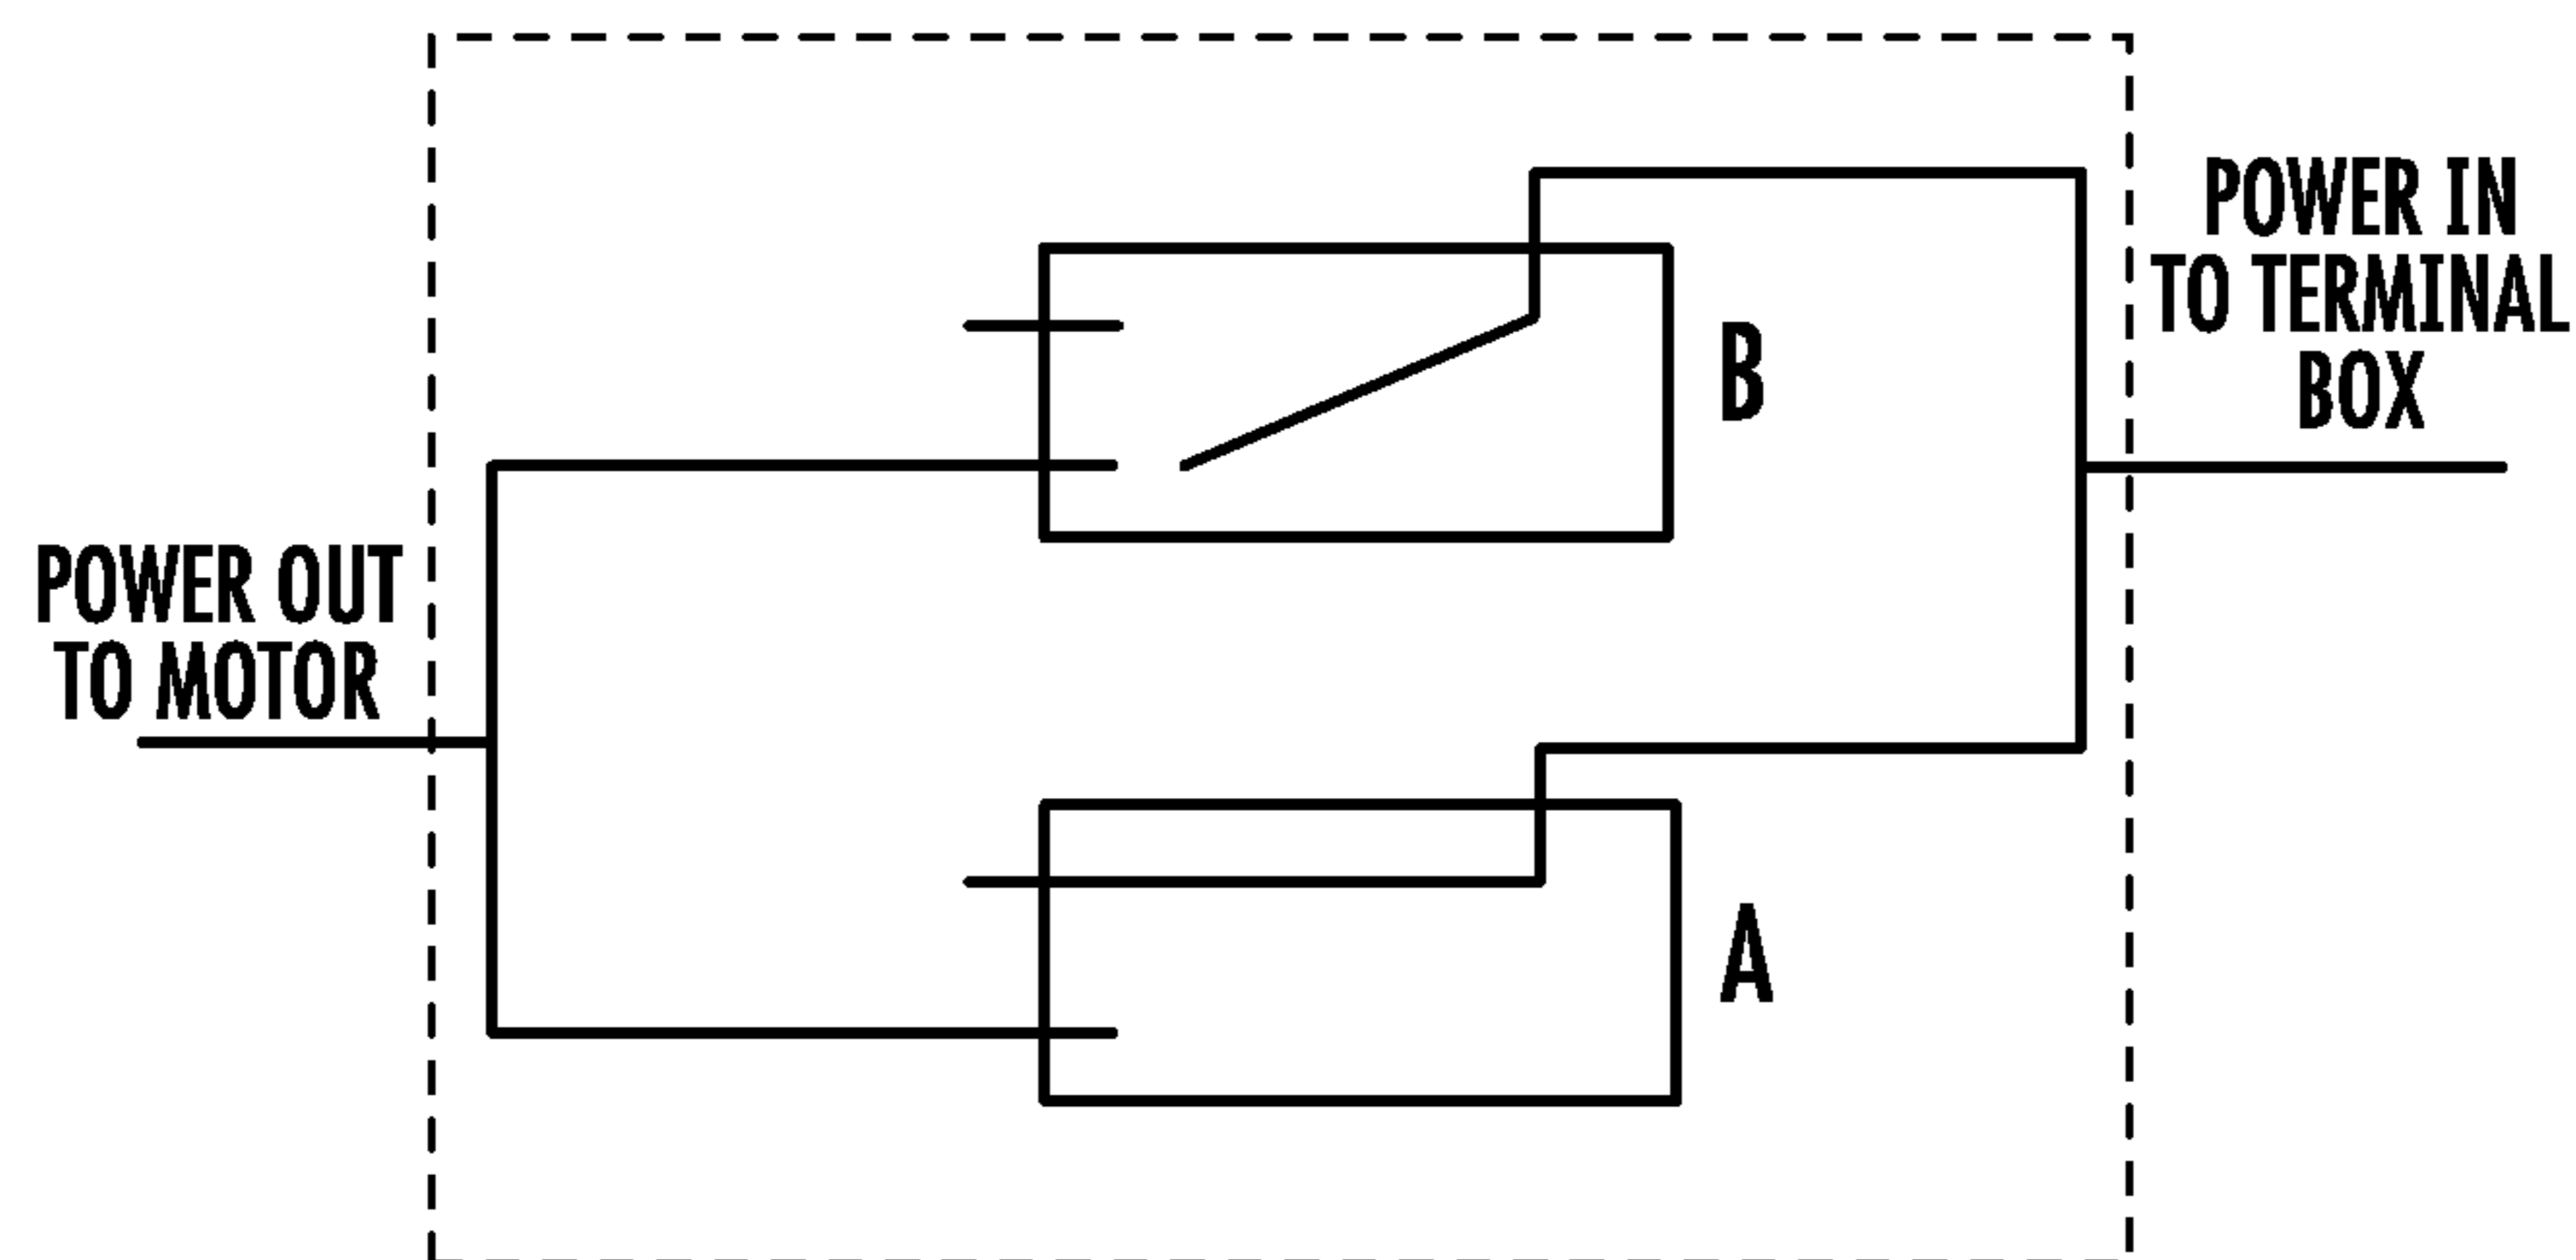 POWER IN
TO TERMINAL
BOX
B
POWER OUT
TO MOTOR
A